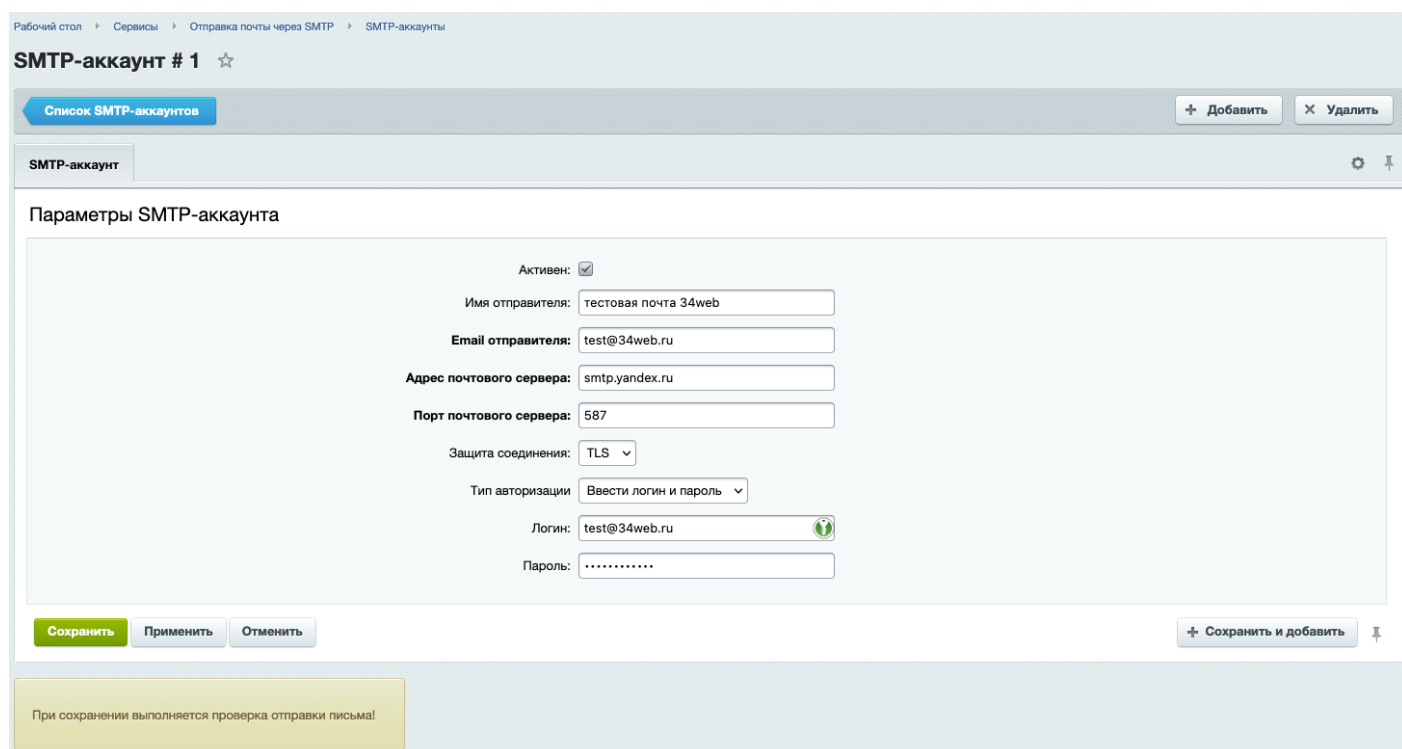 Рабочий стол Сервисы Отправка почты через SMTP SMTP-аккаунты
SMTP-аккаунт # 1
Список SMTP-аккаунтов
Добавить
Удалить
SMTP-аккаунт
Параметры SMTP-аккаунта
Активен:
Имя отправителя: тестовая почта 34web
Email отправителя: test@34web.ru
Адрес почтового сервера: smtp.yandex.ru
Порт почтового сервера: 587
Защита соединения: TLS
Тип авторизации Ввести логин и пароль
Логин: test@34web.ru
Пароль: ••••••••••••
Сохранить Применить Отменить
Сохранить и добавить
При сохранении выполняется проверка отправки письма!